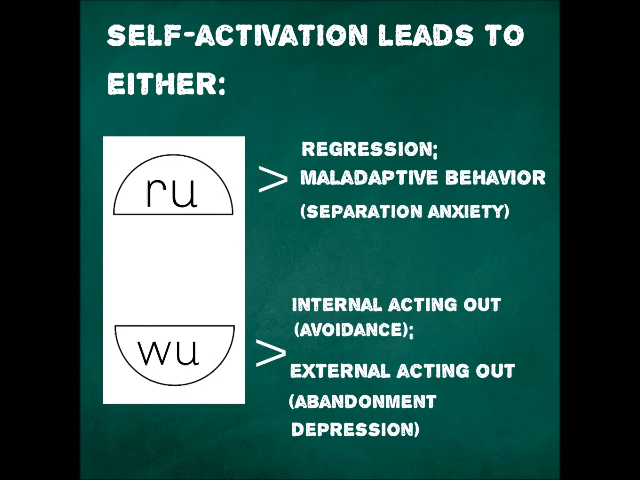 SELF-ACTIVATION LEADS TO
EITHER:
ru
>
REGRESSION;
MALADAPTIVE BEHAVIOR
(SEPARATION ANXIETY)
wu
>
INTERNAL ACTING OUT
(AVOIDANCE);
EXTERNAL ACTING OUT
(ABANDONMENT
DEPRESSION)